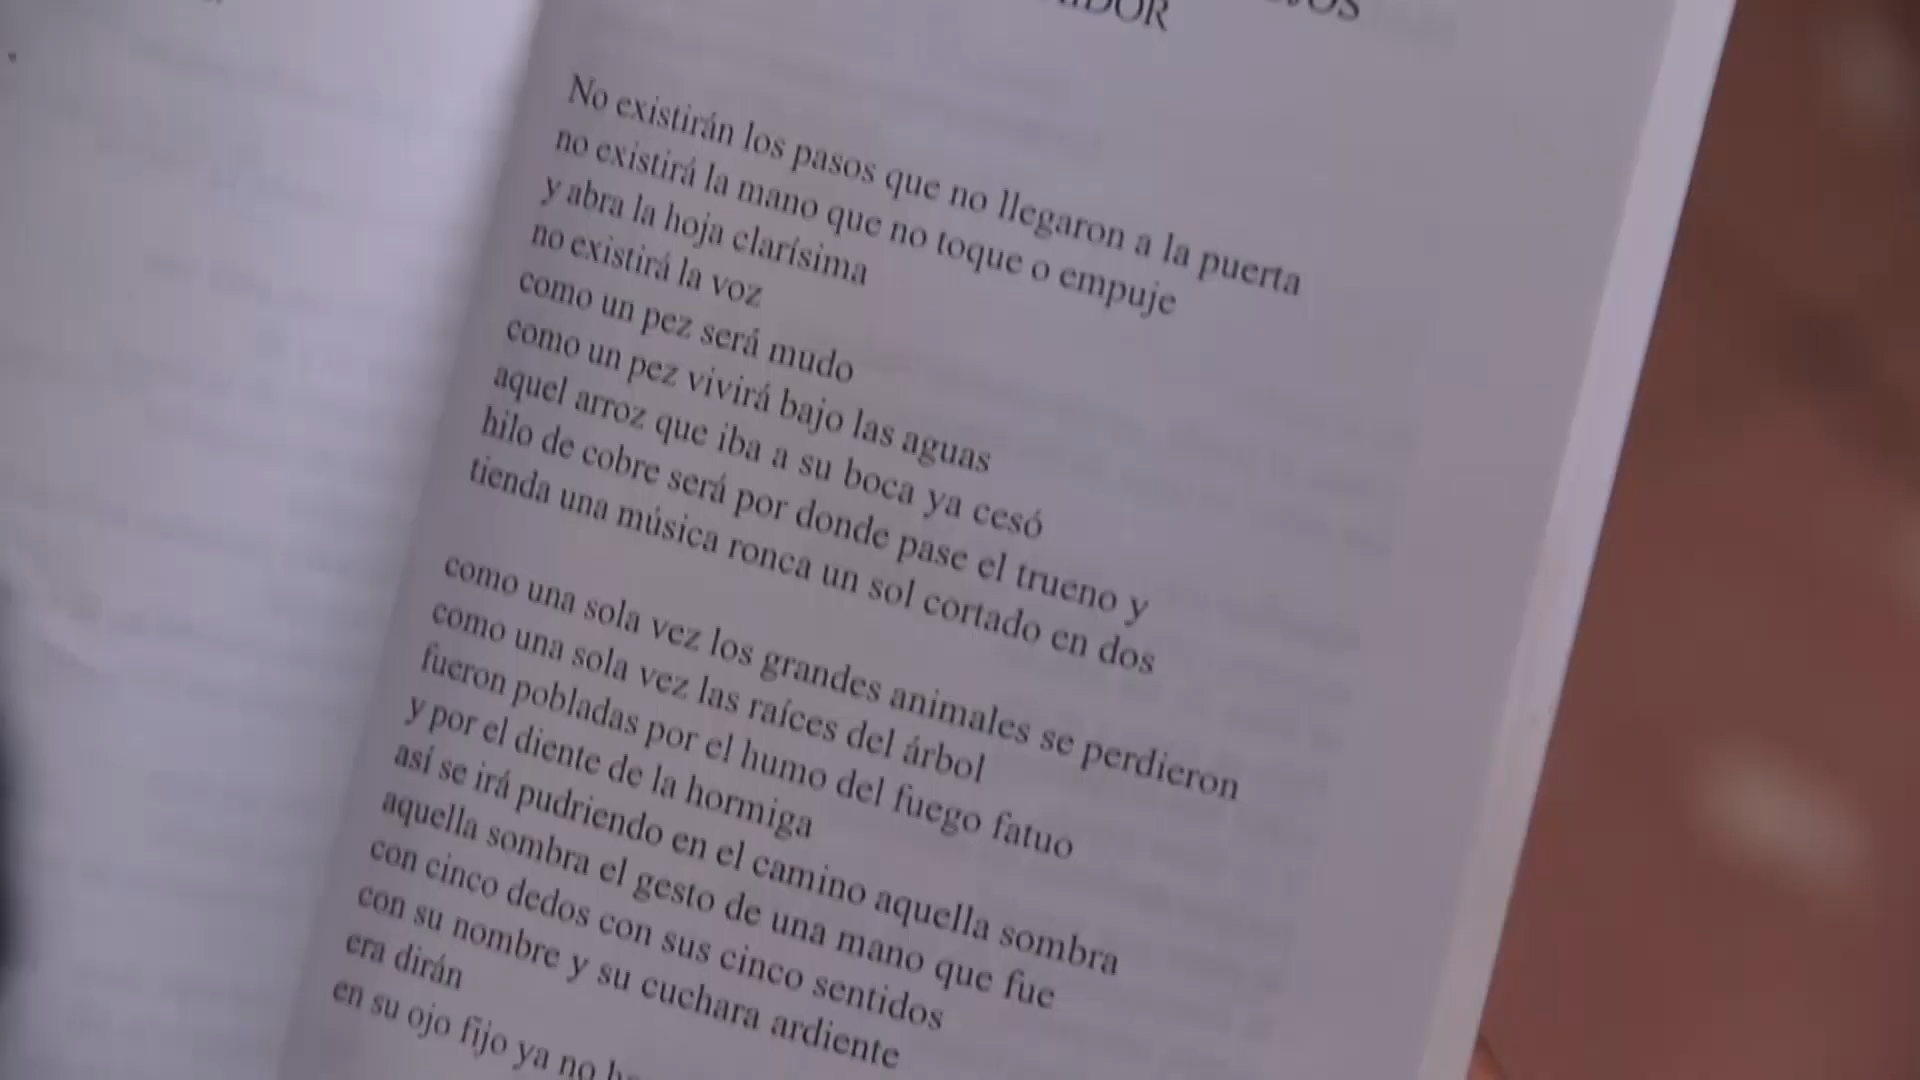 No existirán los pasos que no llegaron a la puerta
no existirá la mano que no toque o empuje
y abra la hoja clarísima
no existirá la voz
como un pez será mudo
como un pez vivirá bajo las aguas
aquel arroz que iba a su boca ya cesó
hilo de cobre será por donde pase el trueno y
tienda una música ronca un sol cortado en dos
como una sola vez los grandes animales se perdieron
como una sola vez las raíces del árbol
fueron pobladas por el humo del fuego fatuo
y por el diente de la hormiga
así se irá pudriendo en el camino aquella sombra
aquella sombra el gesto de una mano que fue
con cinco dedos con sus cinco sentidos
con su nombre y su cuchara ardiente
era dirán
en su ojo fijo ya no